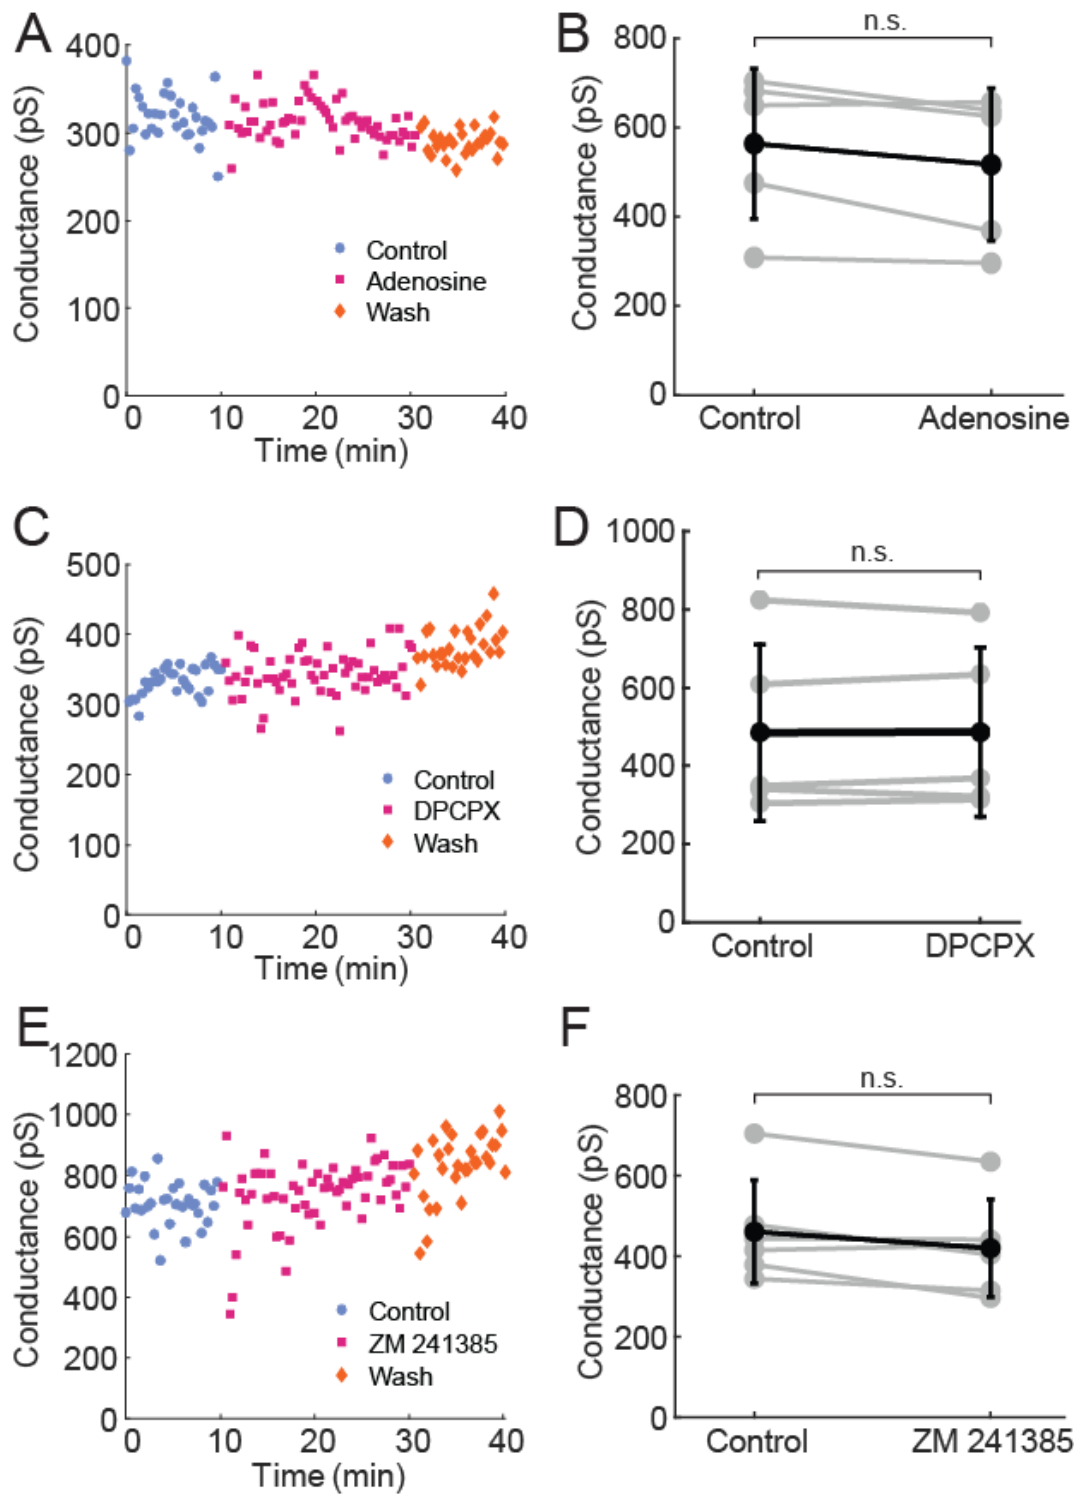 A
Conductance (pS)
400
300
200
100
0
0 10 20 30 40
Time (min)
Control
Adenosine
Wash
B
Conductance (pS)
800
600
400
200
0
n.s.
Control Adenosine
C
Conductance (pS)
500
400
300
200
100
0
0 10 20 30 40
Time (min)
Control
DPCPX
Wash
D
Conductance (pS)
1000
800
600
400
200
0
n.s.
Control DPCPX
E
Conductance (pS)
1200
1000
800
600
400
200
0
0 10 20 30 40
Time (min)
Control
ZM 241385
Wash
F
Conductance (pS)
800
600
400
200
0
n.s.
Control ZM 241385